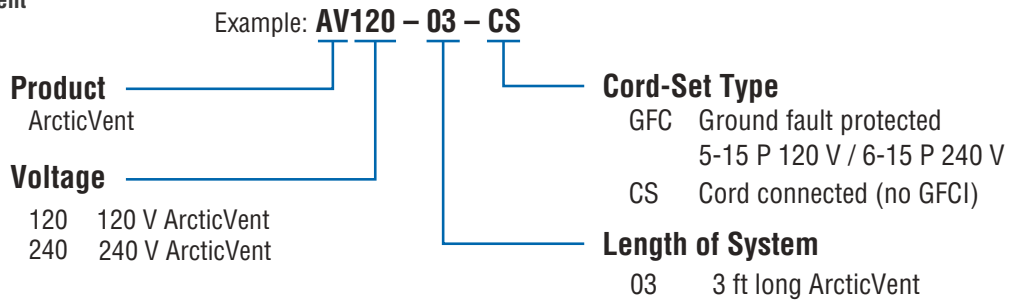 Example: AV120 – 03 – CS
Product
ArcticVent
Voltage
120 120 V ArcticVent
240 240 V ArcticVent
Cord-Set Type
GFC Ground fault protected
5-15 P 120 V / 6-15 P 240 V
CS Cord connected (no GFCI)
Length of System
03 3 ft long ArcticVent